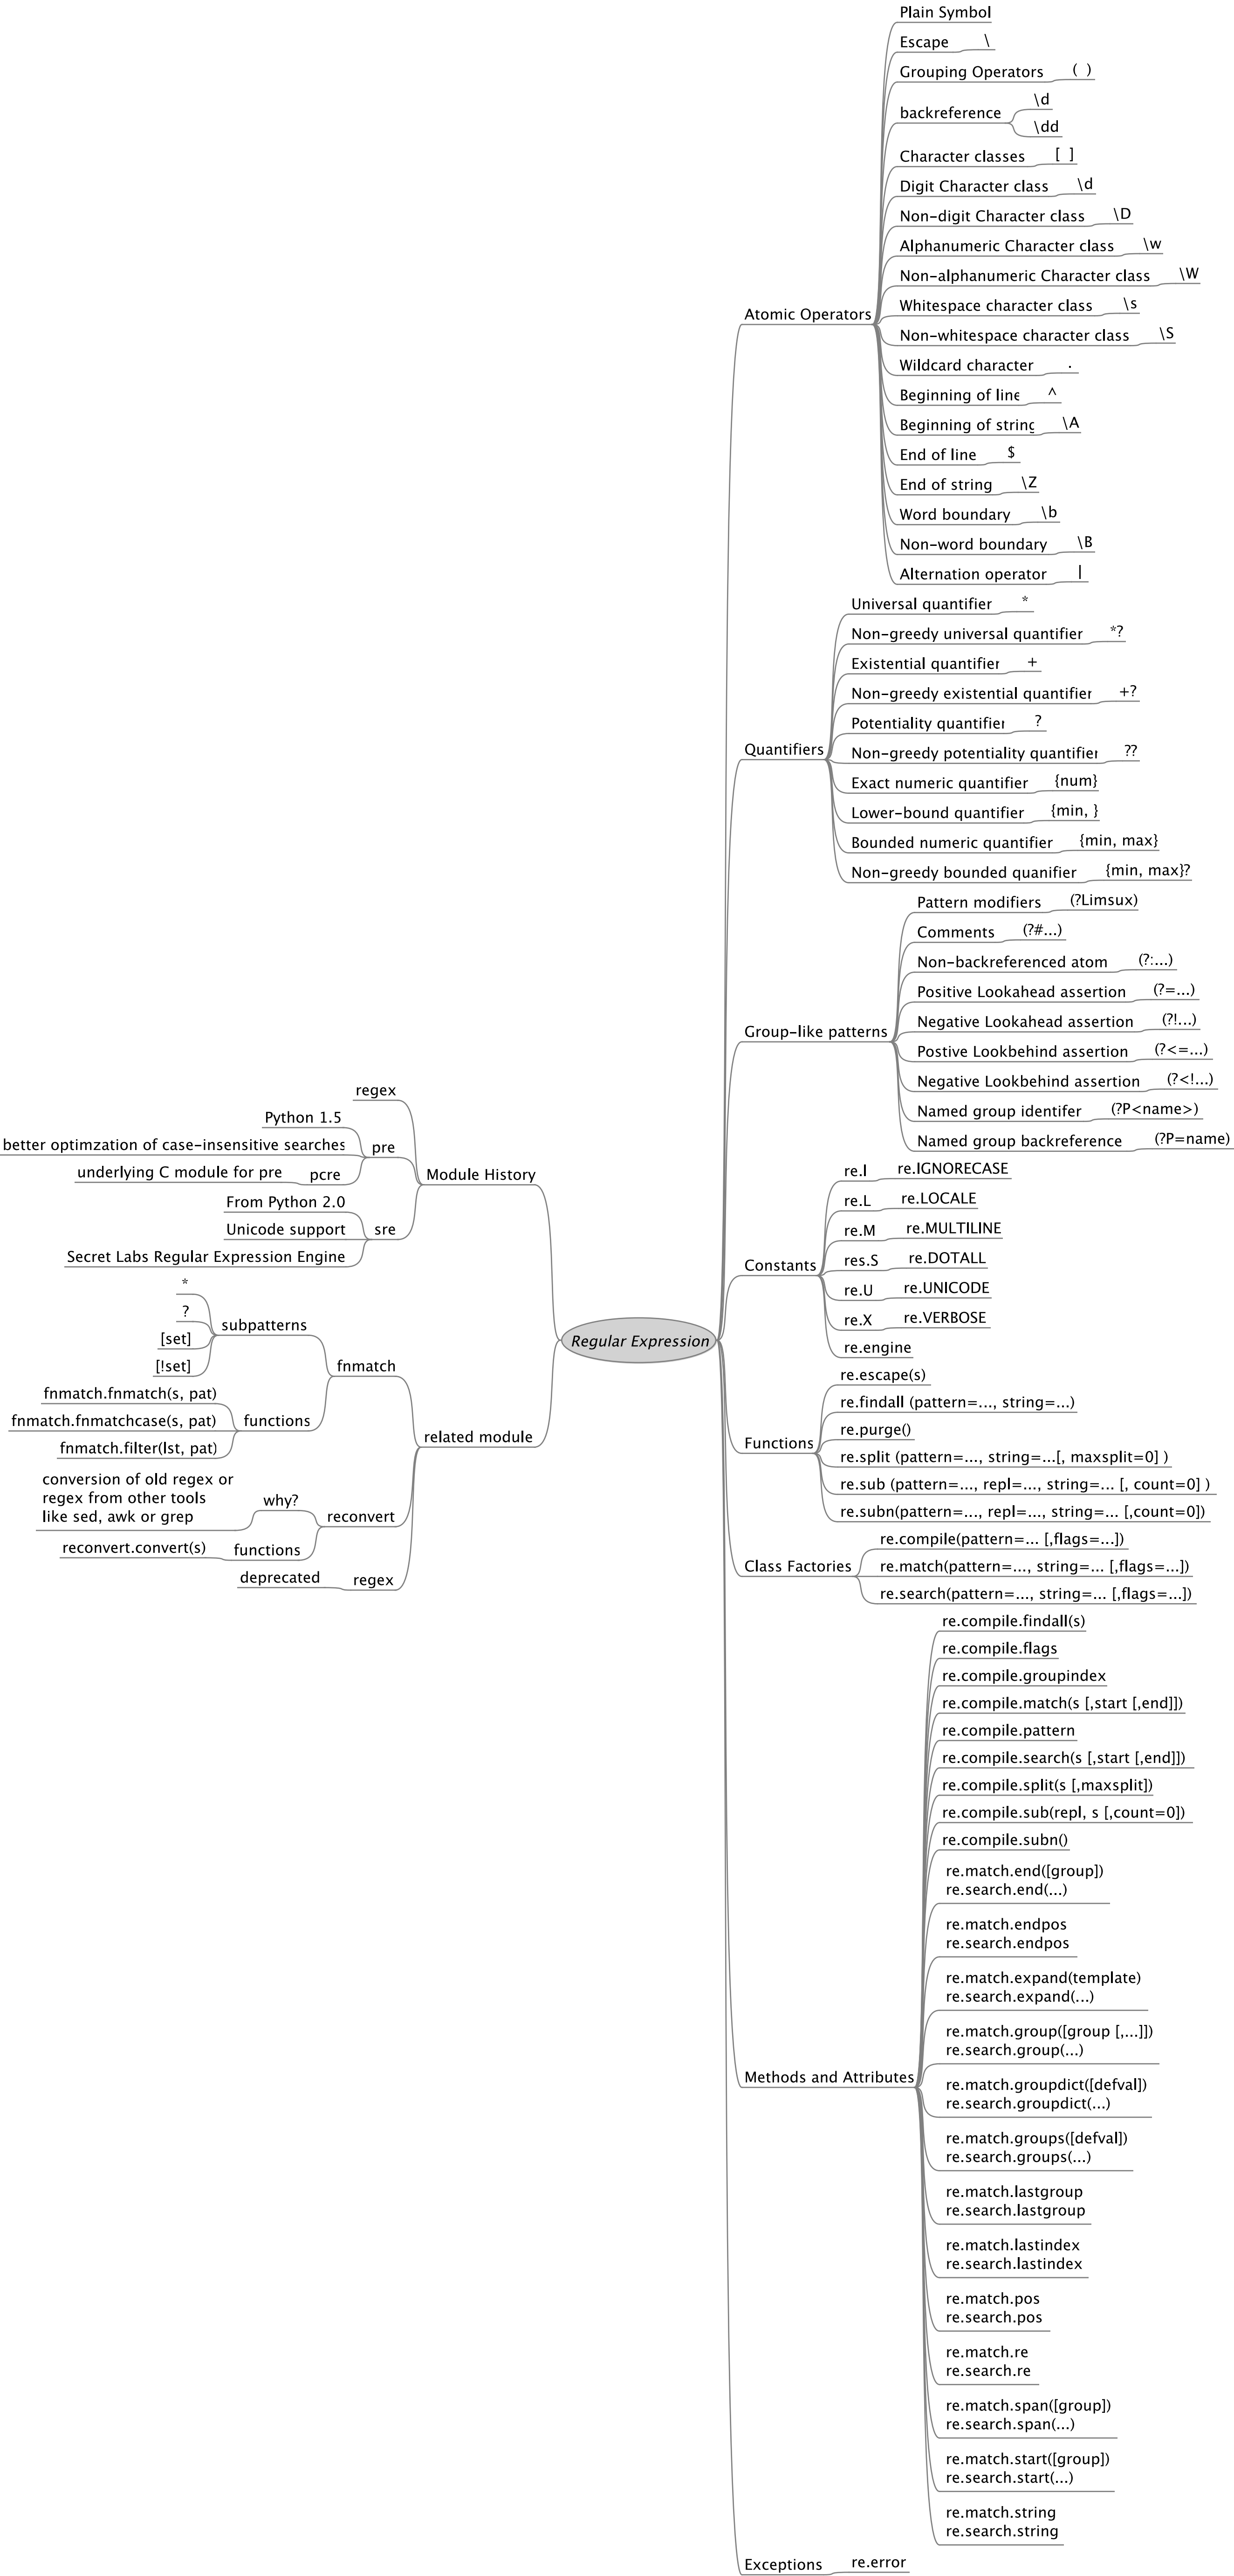 Regular Expression
Atomic Operators
Plain Symbol
Escape \
Grouping Operators ( )
backreference
\d
\dd
Character classes [ ]
Digit Character class \d
Non-digit Character class \D
Alphanumeric Character class \w
Non-alphanumeric Character class \W
Whitespace character class \s
Non-whitespace character class \S
Wildcard character .
Beginning of line ^
Beginning of string \A
End of line $
End of string \Z
Word boundary \b
Non-word boundary \B
Alternation operator |
Quantifiers
Universal quantifier *
Non-greedy universal quantifier *?
Existential quantifier +
Non-greedy existential quantifier +?
Potentiality quantifier ?
Non-greedy potentiality quantifier ??
Exact numeric quantifier {num}
Lower-bound quantifier {min, }
Bounded numeric quantifier {min, max}
Non-greedy bounded quanifier {min, max}?
Group-like patterns
Pattern modifiers (?Limsux)
Comments (?#...)
Non-backreferenced atom (?:...)
Positive Lookahead assertion (?=...)
Negative Lookahead assertion (?!...)
Postive Lookbehind assertion (?<=...)
Negative Lookbehind assertion (?<!...)
Named group identifer (?P<name>)
Named group backreference (?P=name)
Constants
re.I re.IGNORECASE
re.L re.LOCALE
re.M re.MULTILINE
res.S re.DOTALL
re.U re.UNICODE
re.X re.VERBOSE
re.engine
Functions
re.escape(s)
re.findall (pattern=..., string=...)
re.purge()
re.split (pattern=..., string=...[, maxsplit=0] )
re.sub (pattern=..., repl=..., string=... [, count=0] )
re.subn(pattern=..., repl=..., string=... [,count=0])
Class Factories
re.compile(pattern=... [,flags=...])
re.match(pattern=..., string=... [,flags=...])
re.search(pattern=..., string=... [,flags=...])
Methods and Attributes
re.compile.findall(s)
re.compile.flags
re.compile.groupindex
re.compile.match(s [,start [,end]])
re.compile.pattern
re.compile.search(s [,start [,end]])
re.compile.split(s [,maxsplit])
re.compile.sub(repl, s [,count=0])
re.compile.subn()
re.match.end([group])
re.search.end(...)
re.match.endpos
re.search.endpos
re.match.expand(template)
re.search.expand(...)
re.match.group([group [,...]])
re.search.group(...)
re.match.groupdict([defval])
re.search.groupdict(...)
re.match.groups([defval])
re.search.groups(...)
re.match.lastgroup
re.search.lastgroup
re.match.lastindex
re.search.lastindex
re.match.pos
re.search.pos
re.match.re
re.search.re
re.match.span([group])
re.search.span(...)
re.match.start([group])
re.search.start(...)
re.match.string
re.search.string
Exceptions re.error
Module History
regex
pre
Python 1.5
better optimzation of case-insensitive searches
pcre
underlying C module for pre
sre
From Python 2.0
Unicode support
Secret Labs Regular Expression Engine
related module
fnmatch
subpatterns
*
?
[set]
[!set]
functions
fnmatch.fnmatch(s, pat)
fnmatch.fnmatchcase(s, pat)
fnmatch.filter(lst, pat)
reconvert
why?
conversion of old regex or
regex from other tools
like sed, awk or grep
functions
reconvert.convert(s)
regex
deprecated